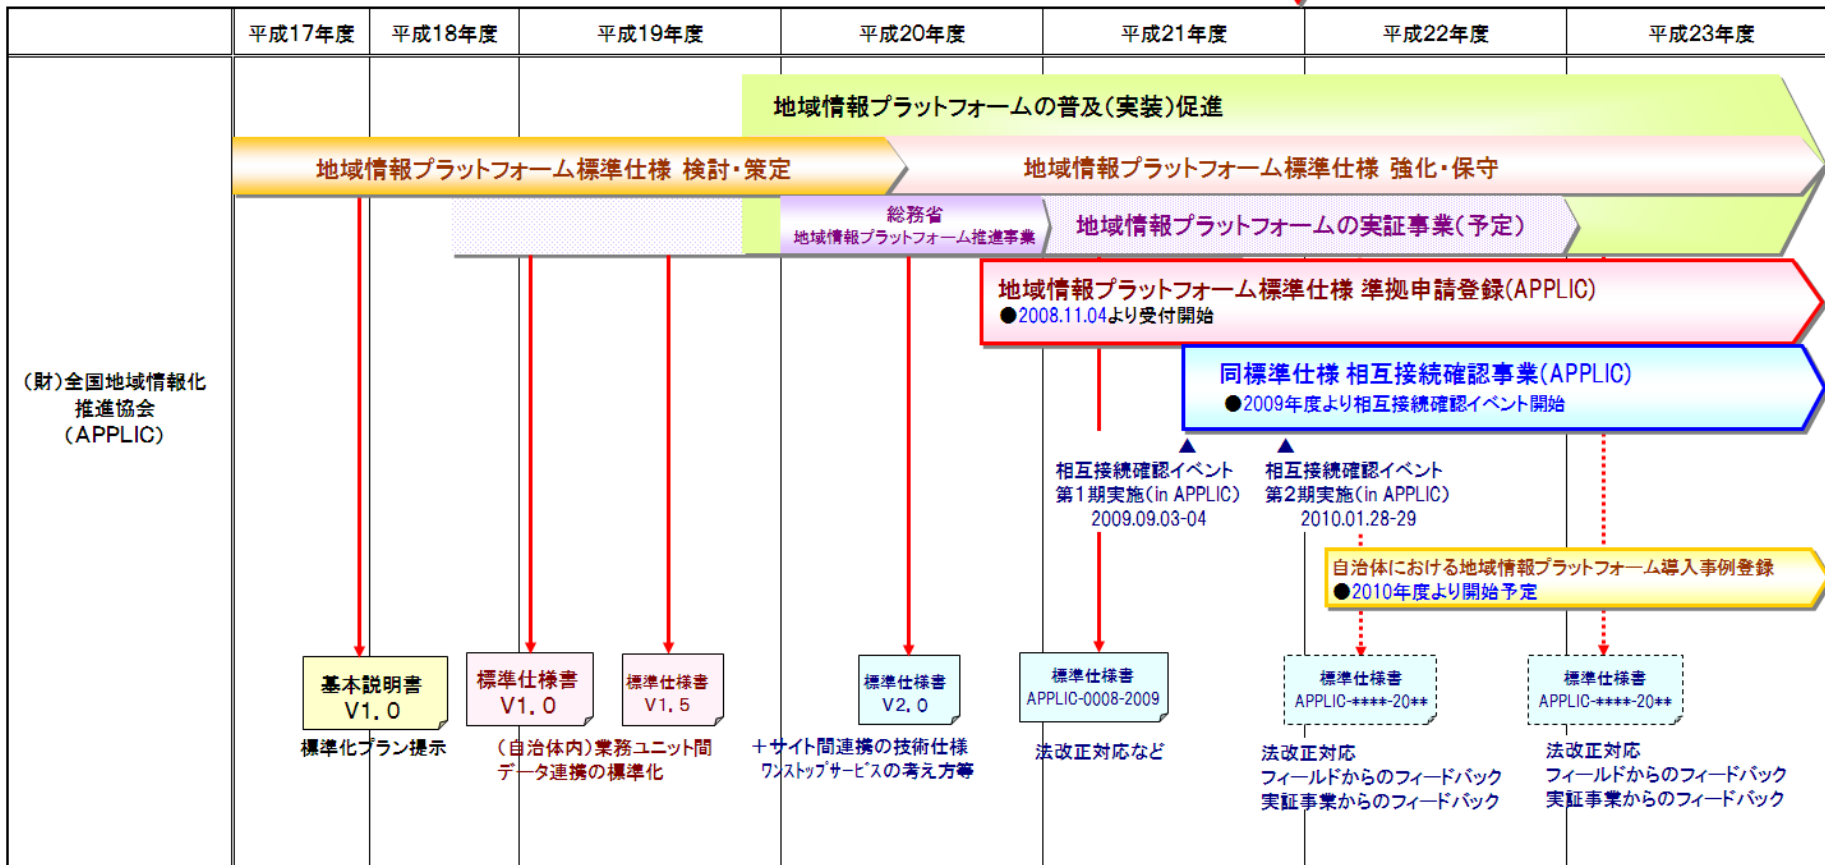 平成17年度
平成18年度
平成19年度
平成20年度
平成21年度
平成22年度
平成23年度
地域情報プラットフォームの普及(実装)促進
地域情報プラットフォーム標準仕様 検討・策定
地域情報プラットフォーム標準仕様 強化・保守
総務省
地域情報プラットフォーム推進事業
地域情報プラットフォームの実証事業(予定)
地域情報プラットフォーム標準仕様 準拠申請登録(APPLIC)
●2008.11.04より受付開始
同標準仕様 相互接続確認事業(APPLIC)
●2009年度より相互接続確認イベント開始
(財)全国地域情報化
推進協会
(APPLIC)
▲
相互接続確認イベント
第1期実施(in APPLIC)
2009.09.03-04
▲
相互接続確認イベント
第2期実施(in APPLIC)
2010.01.28-29
自治体における地域情報プラットフォーム導入事例登録
●2010年度より開始予定
基本説明書
V1.0
標準化プラン提示
標準仕様書
V1.0
標準仕様書
V1.5
(自治体内)業務ユニット間
データ連携の標準化
標準仕様書
V2.0
+サイト間連携の技術仕様
ワンストップサービスの考え方等
標準仕様書
APPLIC-0008-2009
法改正対応など
標準仕様書
APPLIC-****-20**
法改正対応
フィールドからのフィードバック
実証事業からのフィードバック
標準仕様書
APPLIC-****-20**
法改正対応
フィールドからのフィードバック
実証事業からのフィードバック